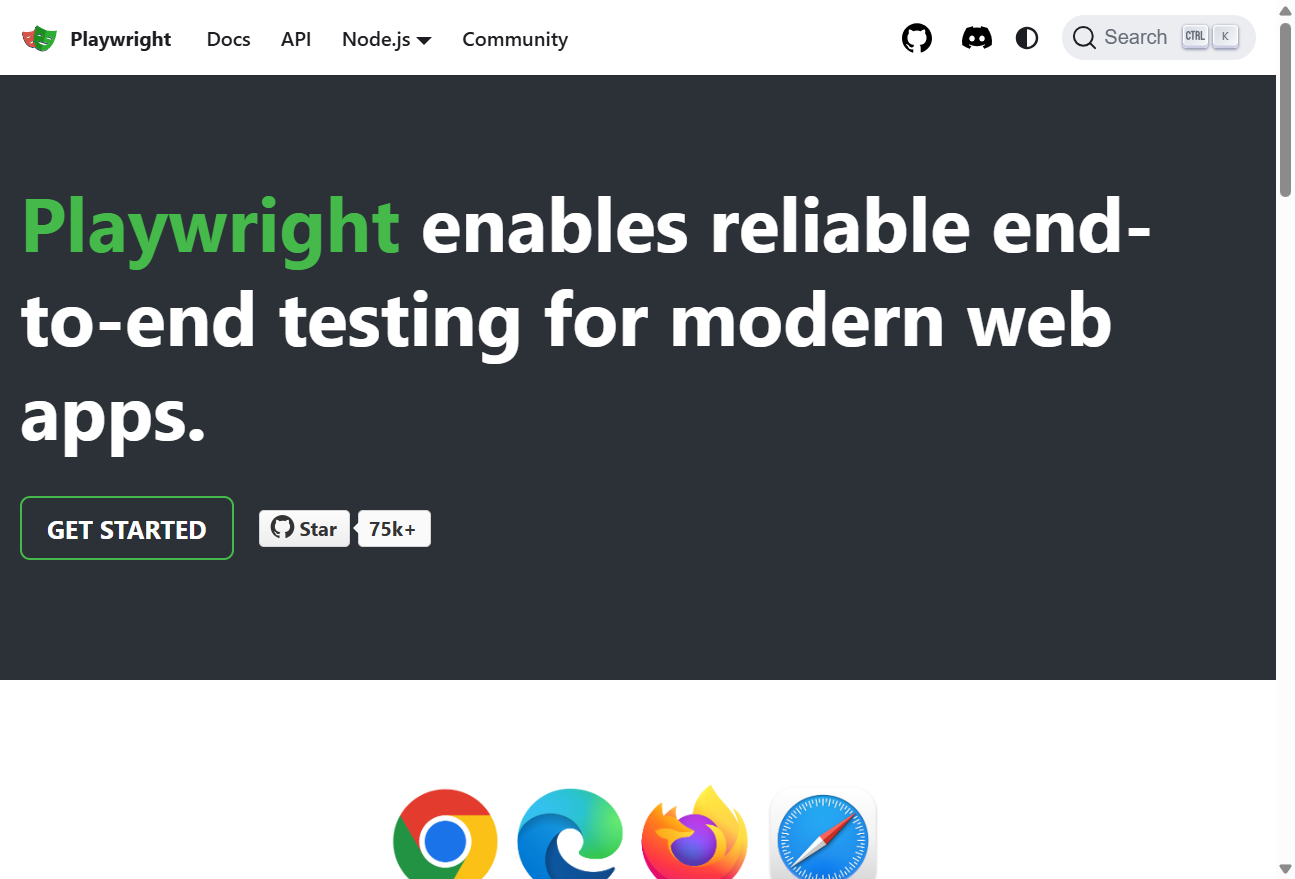 Playwright
Docs
API
Node.js
Community
Search
CTRL
K
Playwright enables reliable end-
to-end testing for modern web
apps.
GET STARTED
Star
75k+